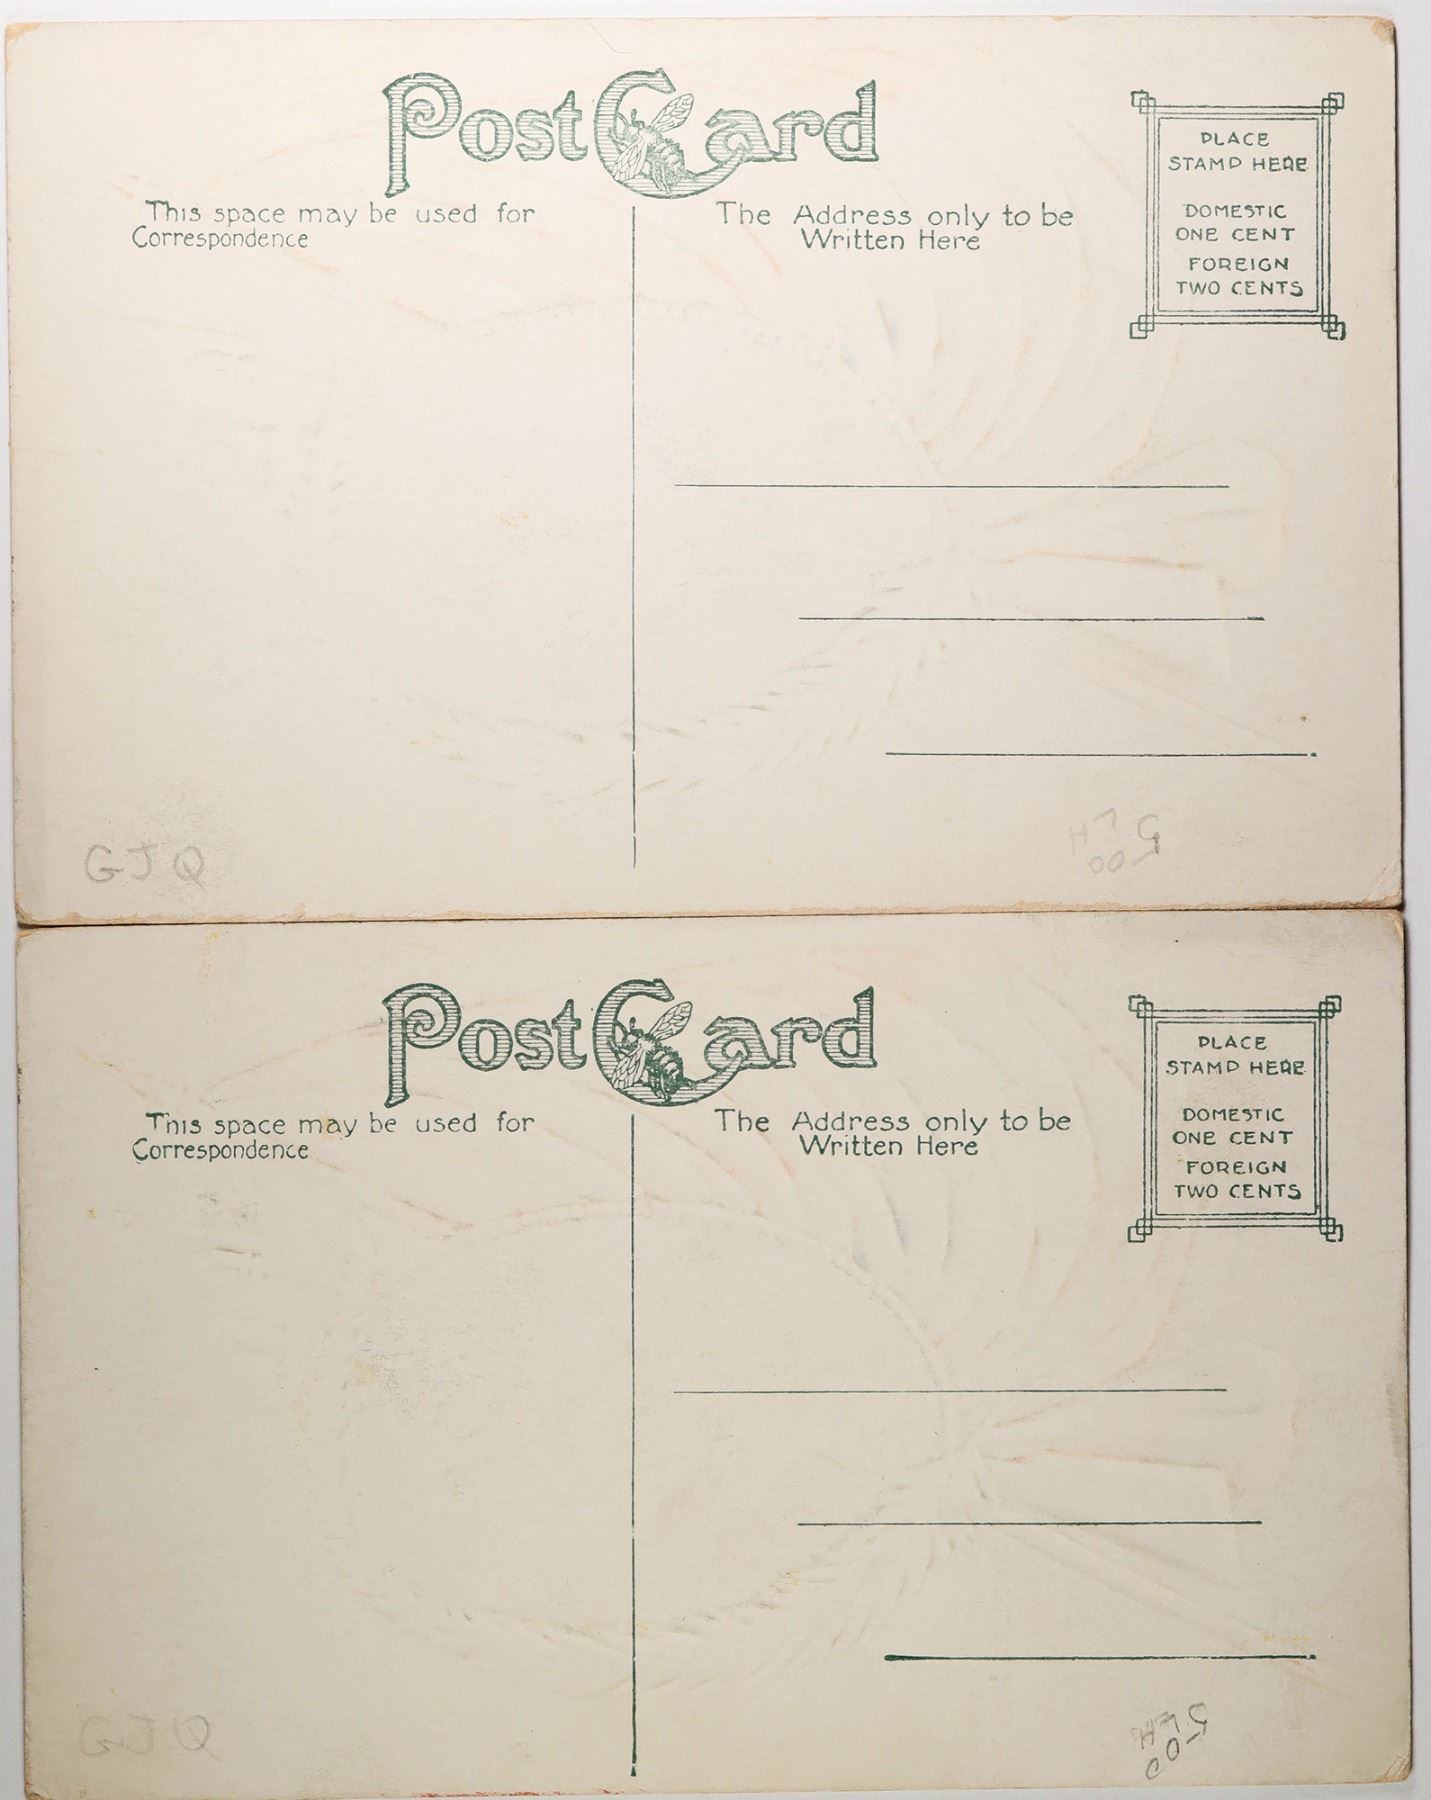 Post Card
This space may be used for
Correspondence
The Address only to be
Written Here
PLACE
STAMP HERE
DOMESTIC
ONE CENT
FOREIGN
TWO CENTS
GJQ
Post Card
This space may be used for
Correspondence
The Address only to be
Written Here
PLACE
STAMP HERE
DOMESTIC
ONE CENT
FOREIGN
TWO CENTS
GJQ